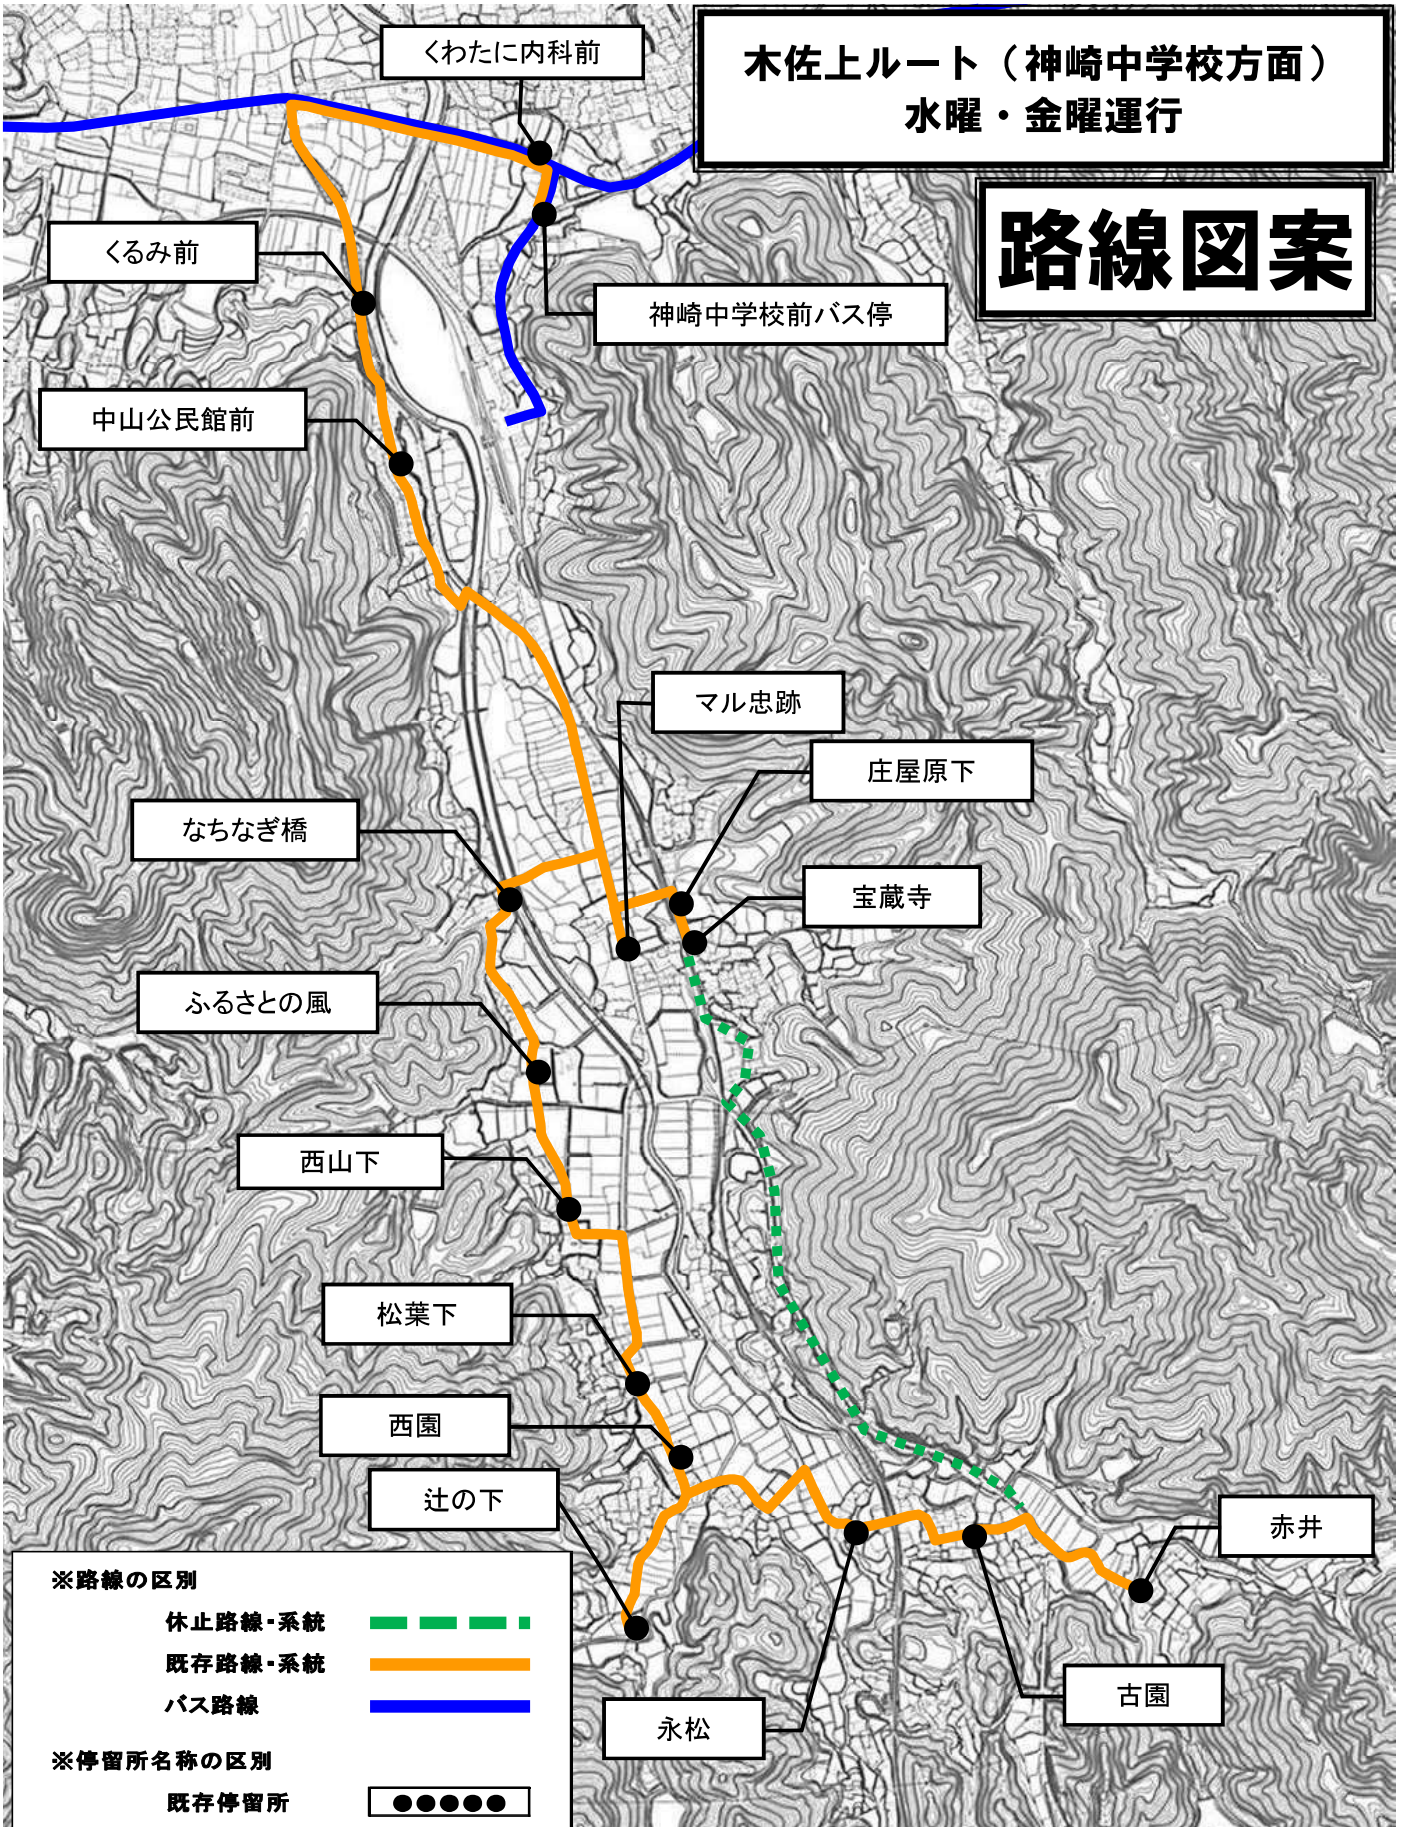 くわたに内科前
木佐上ルート（神崎中学校方面）
水曜・金曜運行
路線図案
くるみ前
神崎中学校前バス停
中山公民館前
マル忠跡
庄屋原下
なちなぎ橋
宝蔵寺
ふるさとの風
西山下
松葉下
西園
辻の下
赤井
古園
永松
※路線の区別
休止路線・系統
既存路線・系統
バス路線
※停留所名称の区別
既存停留所